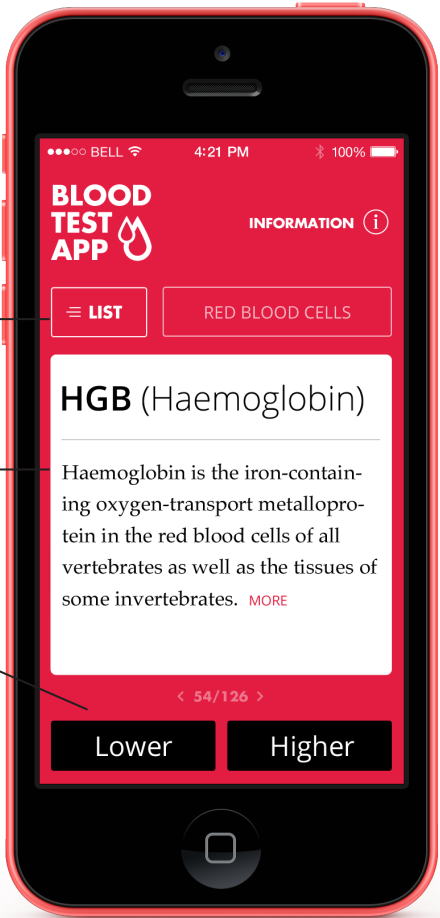 BELL 4:21 PM 100%
BLOOD
TEST
APP
INFORMATION i
LIST RED BLOOD CELLS
HGB (Haemoglobin)
Haemoglobin is the iron-contain-
ing oxygen-transport metallopro-
tein in the red blood cells of all
vertebrates as well as the tissues of
some invertebrates. MORE
< 54/126 >
Lower Higher